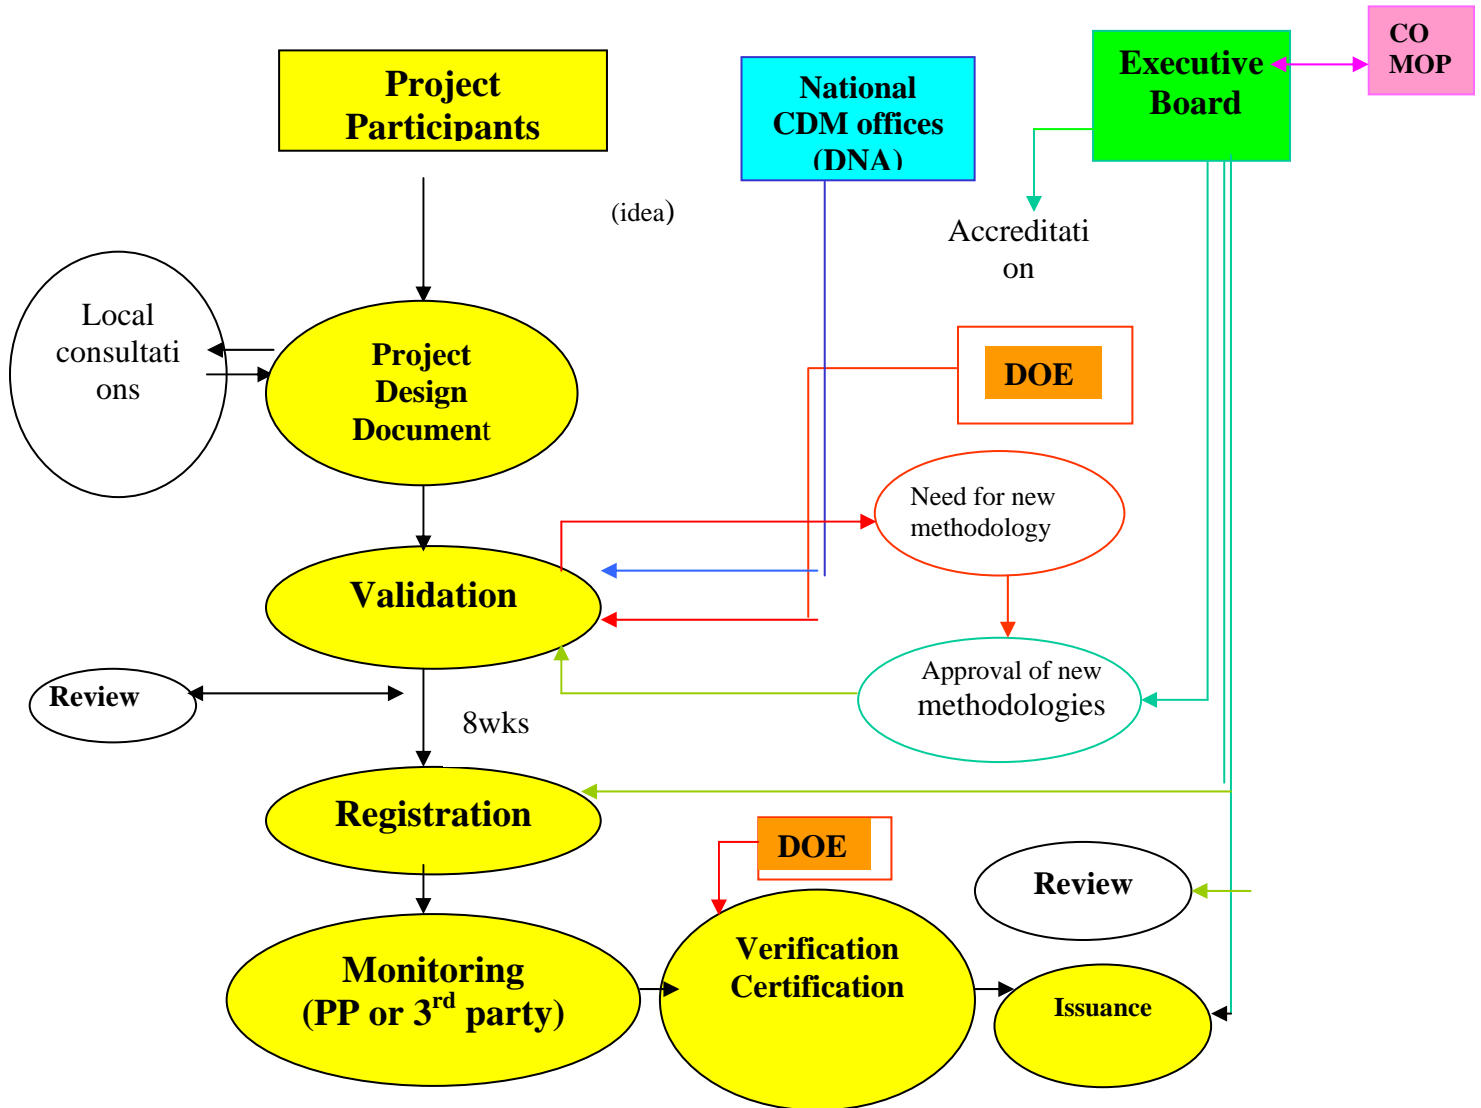 CO
MOP
Executive
Board
Project
Participants
National
CDM offices
(DNA)
(idea)
Accreditati
on
Local
consultati
ons
Project
Design
Document
DOE
Need for new
methodology
Validation
Approval of new
methodologies
Review
8wks
Registration
DOE
Review
Verification
Certification
Monitoring
(PP or 3rd party)
Issuance